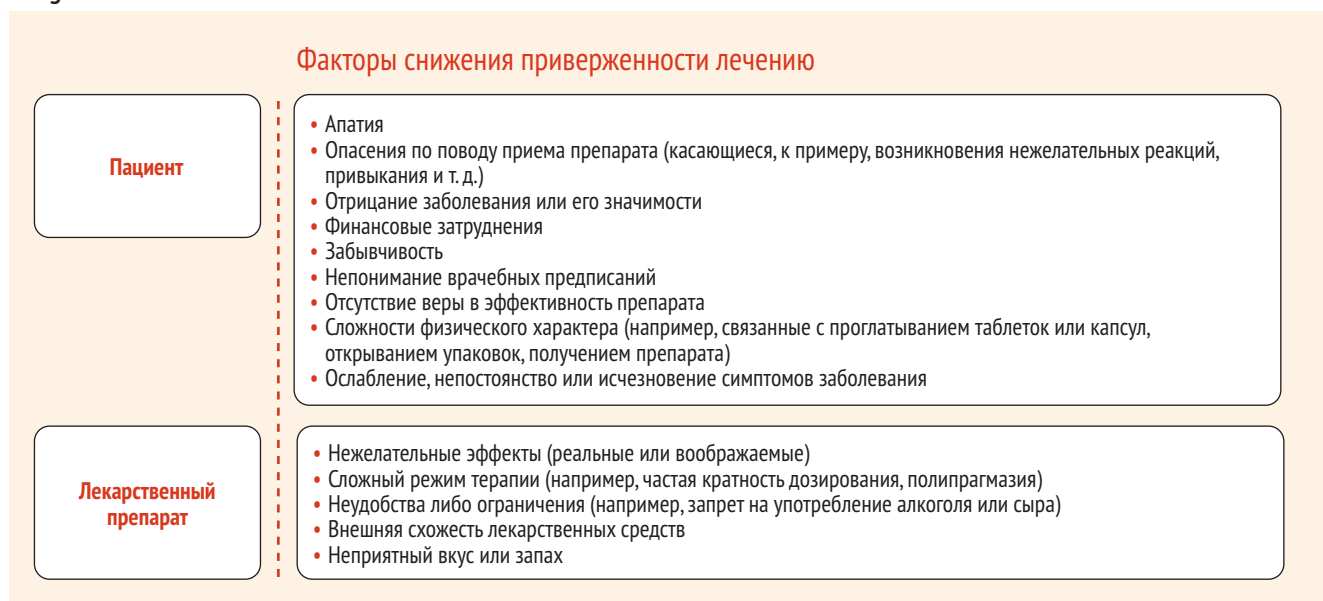 Факторы снижения приверженности лечению
Пациент
• Апатия
• Опасения по поводу приема препарата (касающиеся, к примеру, возникновения нежелательных реакций,
привыкания и т. д.)
• Отрицание заболевания или его значимости
• Финансовые затруднения
• Забывчивость
• Непонимание врачебных предписаний
• Отсутствие веры в эффективность препарата
• Сложности физического характера (например, связанные с проглатыванием таблеток или капсул,
открыванием упаковок, получением препарата)
• Ослабление, непостоянство или исчезновение симптомов заболевания
Лекарственный
препарат
• Нежелательные эффекты (реальные или воображаемые)
• Сложный режим терапии (например, частая кратность дозирования, полипрагмазия)
• Неудобства либо ограничения (например, запрет на употребление алкоголя или сыра)
• Внешняя схожесть лекарственных средств
• Неприятный вкус или запах